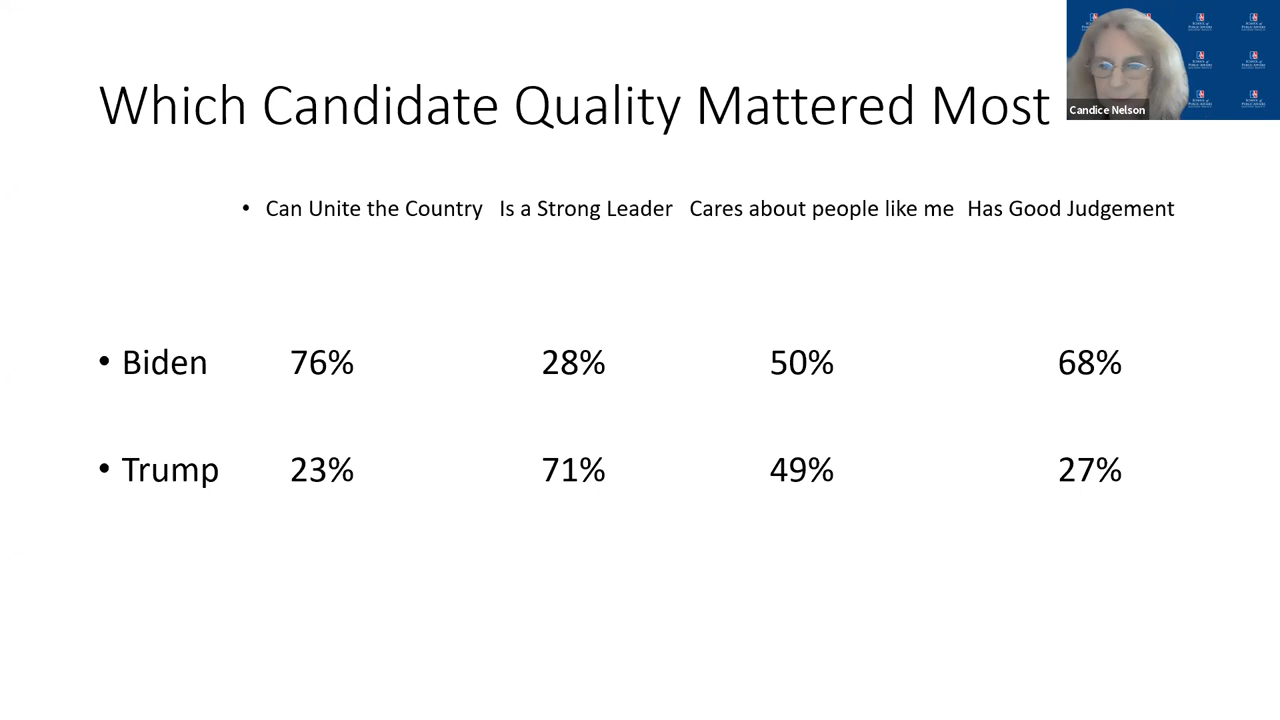 Which Candidate Quality Mattered Most
Candice Nelson
• Can Unite the Country Is a Strong Leader Cares about people like me Has Good Judgement
• Biden 76% 28% 50% 68%
• Trump 23% 71% 49% 27%